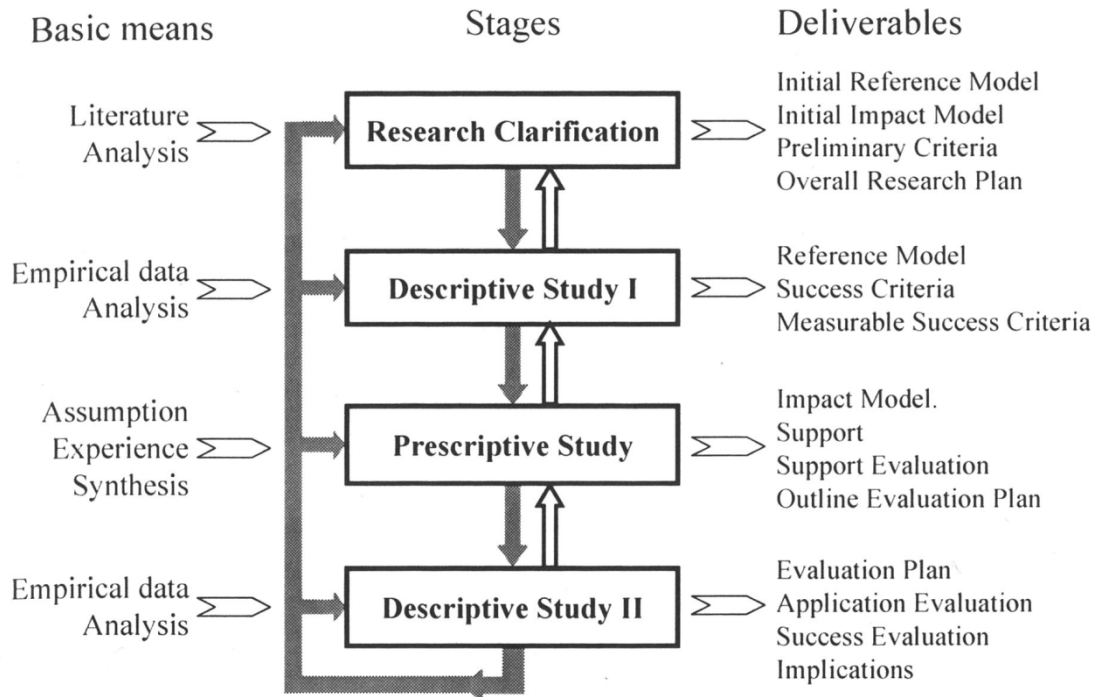 Basic means
Stages
Deliverables
Literature
Analysis
Research Clarification
Initial Reference Model
Initial Impact Model
Preliminary Criteria
Overall Research Plan
Empirical data
Analysis
Descriptive Study I
Reference Model
Success Criteria
Measurable Success Criteria
Assumption
Experience
Synthesis
Prescriptive Study
Impact Model.
Support
Support Evaluation
Outline Evaluation Plan
Empirical data
Analysis
Descriptive Study II
Evaluation Plan
Application Evaluation
Success Evaluation
Implications